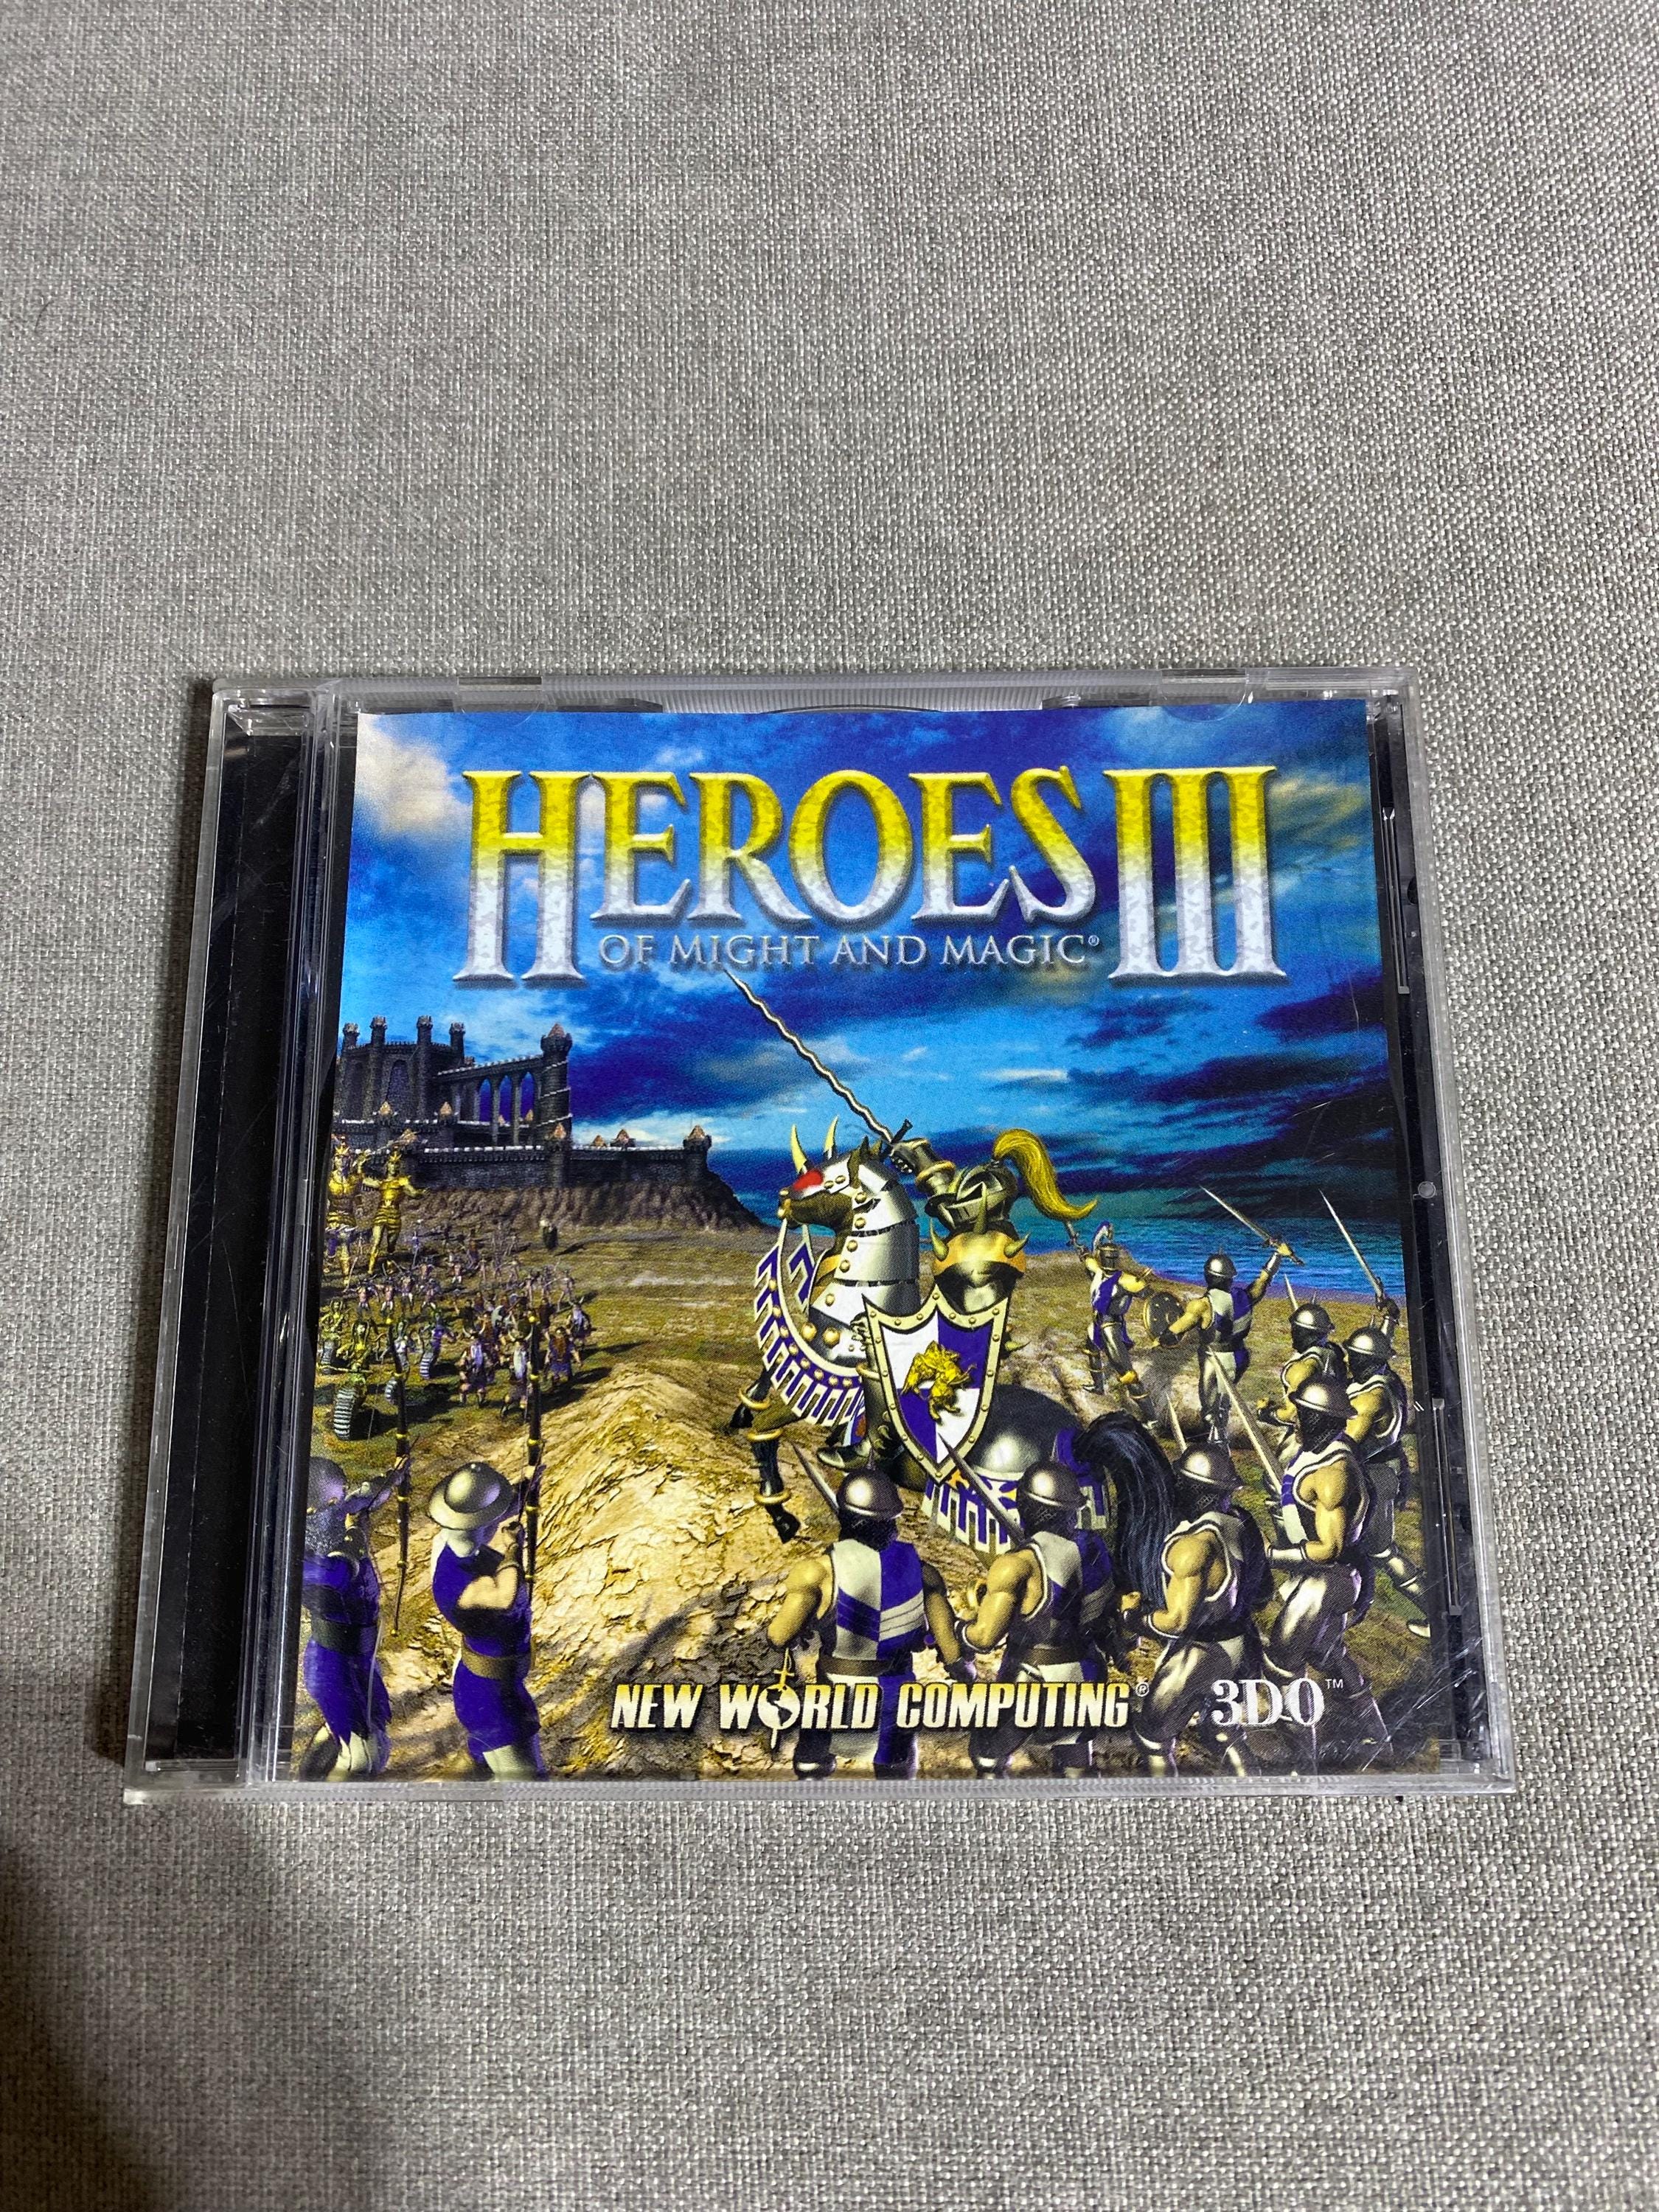 HEROES III
OF MIGHT AND MAGIC®
NEW WORLD COMPUTING® 3DO™